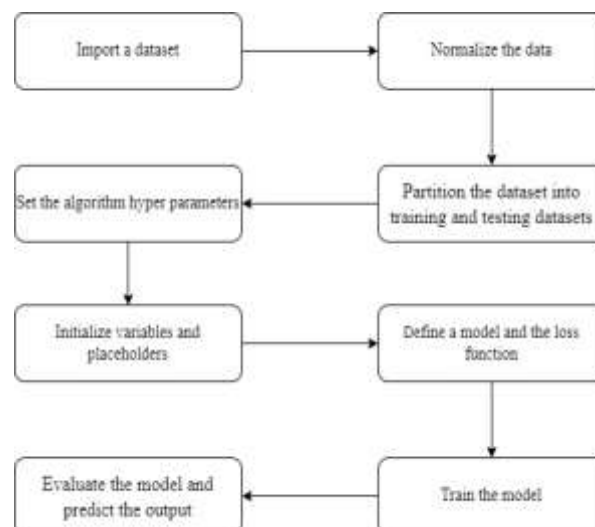 Import a dataset
Normalize the data
Partition the dataset into
training and testing datasets
Set the algorithm hyper parameters
Initialize variables and
placeholders
Define a model and the loss
function
Train the model
Evaluate the model and
predict the output